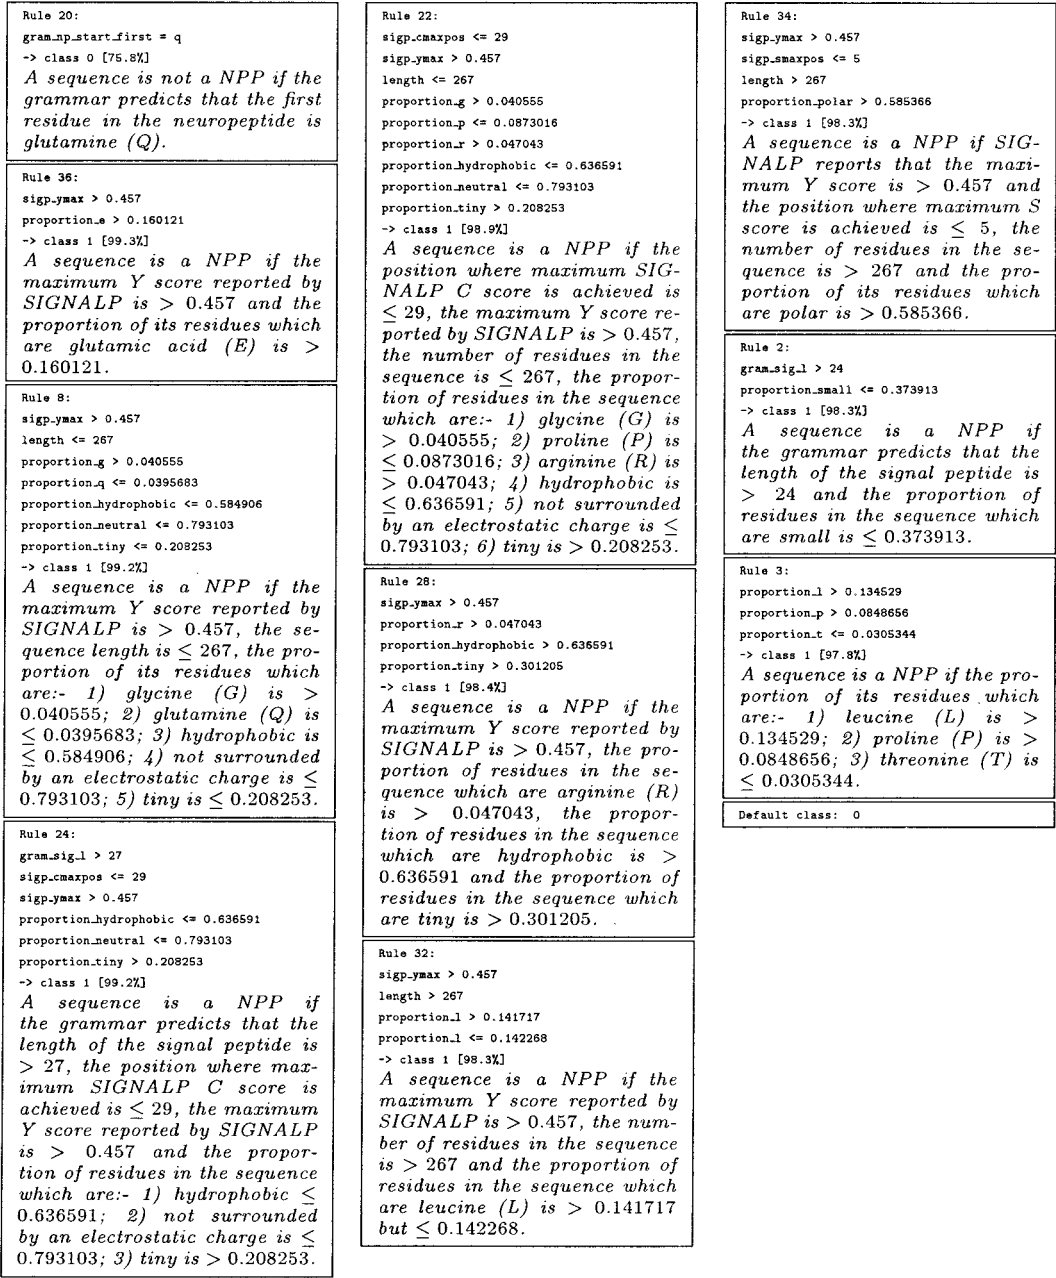 Rule 20:
gram_np_start_first = q
-> class 0 [75.8%]
A sequence is not a NPP if the
grammar predicts that the first
residue in the neuropeptide is
glutamine (Q).
Rule 36:
sigp_ymax > 0.457
proportion_e > 0.160121
-> class 1 [99.3%]
A sequence is a NPP if the
maximum Y score reported by
SIGNALP is > 0.457 and the
proportion of its residues which
are glutamic acid (E) is >
0.160121.
Rule 8:
sigp_ymax > 0.457
length <= 267
proportion_g > 0.040555
proportion_q <= 0.0395683
proportion_hydrophobic <= 0.584906
proportion_neutral <= 0.793103
proportion_tiny <= 0.208253
-> class 1 [99.2%]
A sequence is a NPP if the
maximum Y score reported by
SIGNALP is > 0.457, the se-
quence length is ≤ 267, the pro-
portion of its residues which
are:- 1) glycine (G) is >
0.040555; 2) glutamine (Q) is
≤ 0.0395683; 3) hydrophobic is
≤ 0.584906; 4) not surrounded
by an electrostatic charge is ≤
0.793103; 5) tiny is ≤ 0.208253.
Rule 24:
gram_sig_l > 27
sigp_cmaxpos <= 29
sigp_ymax > 0.457
proportion_hydrophobic <= 0.636591
proportion_neutral <= 0.793103
proportion_tiny > 0.208253
-> class 1 [99.2%]
A sequence is a NPP if
the grammar predicts that the
length of the signal peptide is
> 27, the position where max-
imum SIGNALP C score is
achieved is ≤ 29, the maximum
Y score reported by SIGNALP
is > 0.457 and the propor-
tion of residues in the sequence
which are:- 1) hydrophobic ≤
0.636591; 2) not surrounded
by an electrostatic charge is ≤
0.793103; 3) tiny is > 0.208253.
Rule 22:
sigp_cmaxpos <= 29
sigp_ymax > 0.457
length <= 267
proportion_g > 0.040555
proportion_p <= 0.0873016
proportion_r > 0.047043
proportion_hydrophobic <= 0.636591
proportion_neutral <= 0.793103
proportion_tiny > 0.208253
-> class 1 [98.9%]
A sequence is a NPP if the
position where maximum SIG-
NALP C score is achieved is
≤ 29, the maximum Y score re-
ported by SIGNALP is > 0.457,
the number of residues in the
sequence is ≤ 267, the propor-
tion of residues in the sequence
which are:- 1) glycine (G) is
> 0.040555; 2) proline (P) is
≤ 0.0873016; 3) arginine (R) is
> 0.047043; 4) hydrophobic is
≤ 0.636591; 5) not surrounded
by an electrostatic charge is ≤
0.793103; 6) tiny is > 0.208253.
Rule 28:
sigp_ymax > 0.457
proportion_r > 0.047043
proportion_hydrophobic > 0.636591
proportion_tiny > 0.301205
-> class 1 [98.4%]
A sequence is a NPP if the
maximum Y score reported by
SIGNALP is > 0.457, the pro-
portion of residues in the se-
quence which are arginine (R)
is > 0.047043, the propor-
tion of residues in the sequence
which are hydrophobic is >
0.636591 and the proportion of
residues in the sequence which
are tiny is > 0.301205.
Rule 32:
sigp_ymax > 0.457
length > 267
proportion_l > 0.141717
proportion_l <= 0.142268
-> class 1 [98.3%]
A sequence is a NPP if the
maximum Y score reported by
SIGNALP is > 0.457, the num-
ber of residues in the sequence
is > 267 and the proportion of
residues in the sequence which
are leucine (L) is > 0.141717
but ≤ 0.142268.
Rule 34:
sigp_ymax > 0.457
sigp_smaxpos <= 5
length > 267
proportion_polar > 0.585366
-> class 1 [98.3%]
A sequence is a NPP if SIG-
NALP reports that the maxi-
mum Y score is > 0.457 and
the position where maximum S
score is achieved is ≤ 5, the
number of residues in the se-
quence is > 267 and the pro-
portion of its residues which
are polar is > 0.585366.
Rule 2:
gram_sig_l > 24
proportion_small <= 0.373913
-> class 1 [98.3%]
A sequence is a NPP if
the grammar predicts that the
length of the signal peptide is
> 24 and the proportion of
residues in the sequence which
are small is ≤ 0.373913.
Rule 3:
proportion_l > 0.134529
proportion_p > 0.0848656
proportion_t <= 0.0305344
-> class 1 [97.8%]
A sequence is a NPP if the pro-
portion of its residues which
are:- 1) leucine (L) is >
0.134529; 2) proline (P) is >
0.0848656; 3) threonine (T) is
≤ 0.0305344.
Default class: 0